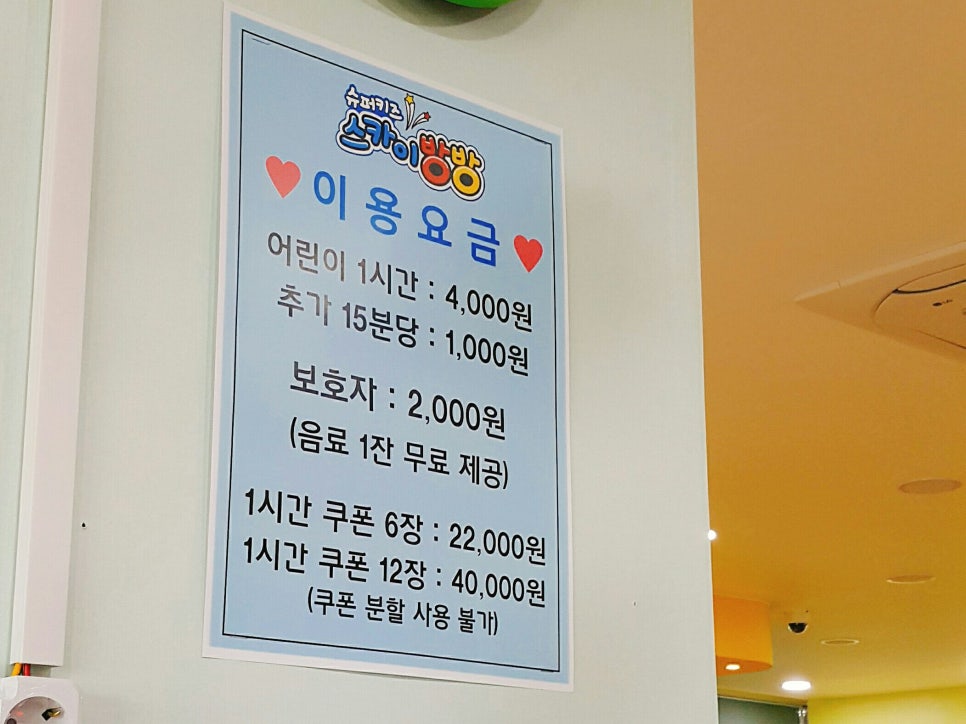 슈퍼키즈
스카이방방
이용요금
어린이 1시간 : 4,000원
추가 15분당 : 1,000원
보호자 : 2,000원
(음료 1잔 무료 제공)
1시간 쿠폰 6장 : 22,000원
1시간 쿠폰 12장 : 40,000원
(쿠폰 분할 사용 불가)